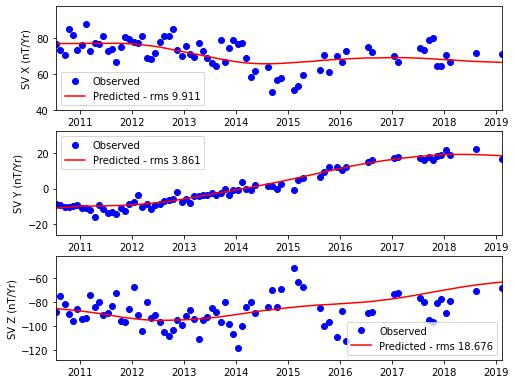 SV X (nT/Yr)
80
60
40
Observed
Predicted - rms 9.911
2011 2012 2013 2014 2015 2016 2017 2018 2019
SV Y (nT/Yr)
20
0
−20
Observed
Predicted - rms 3.861
2011 2012 2013 2014 2015 2016 2017 2018 2019
SV Z (nT/Yr)
−60
−80
−100
−120
Observed
Predicted - rms 18.676
2011 2012 2013 2014 2015 2016 2017 2018 2019